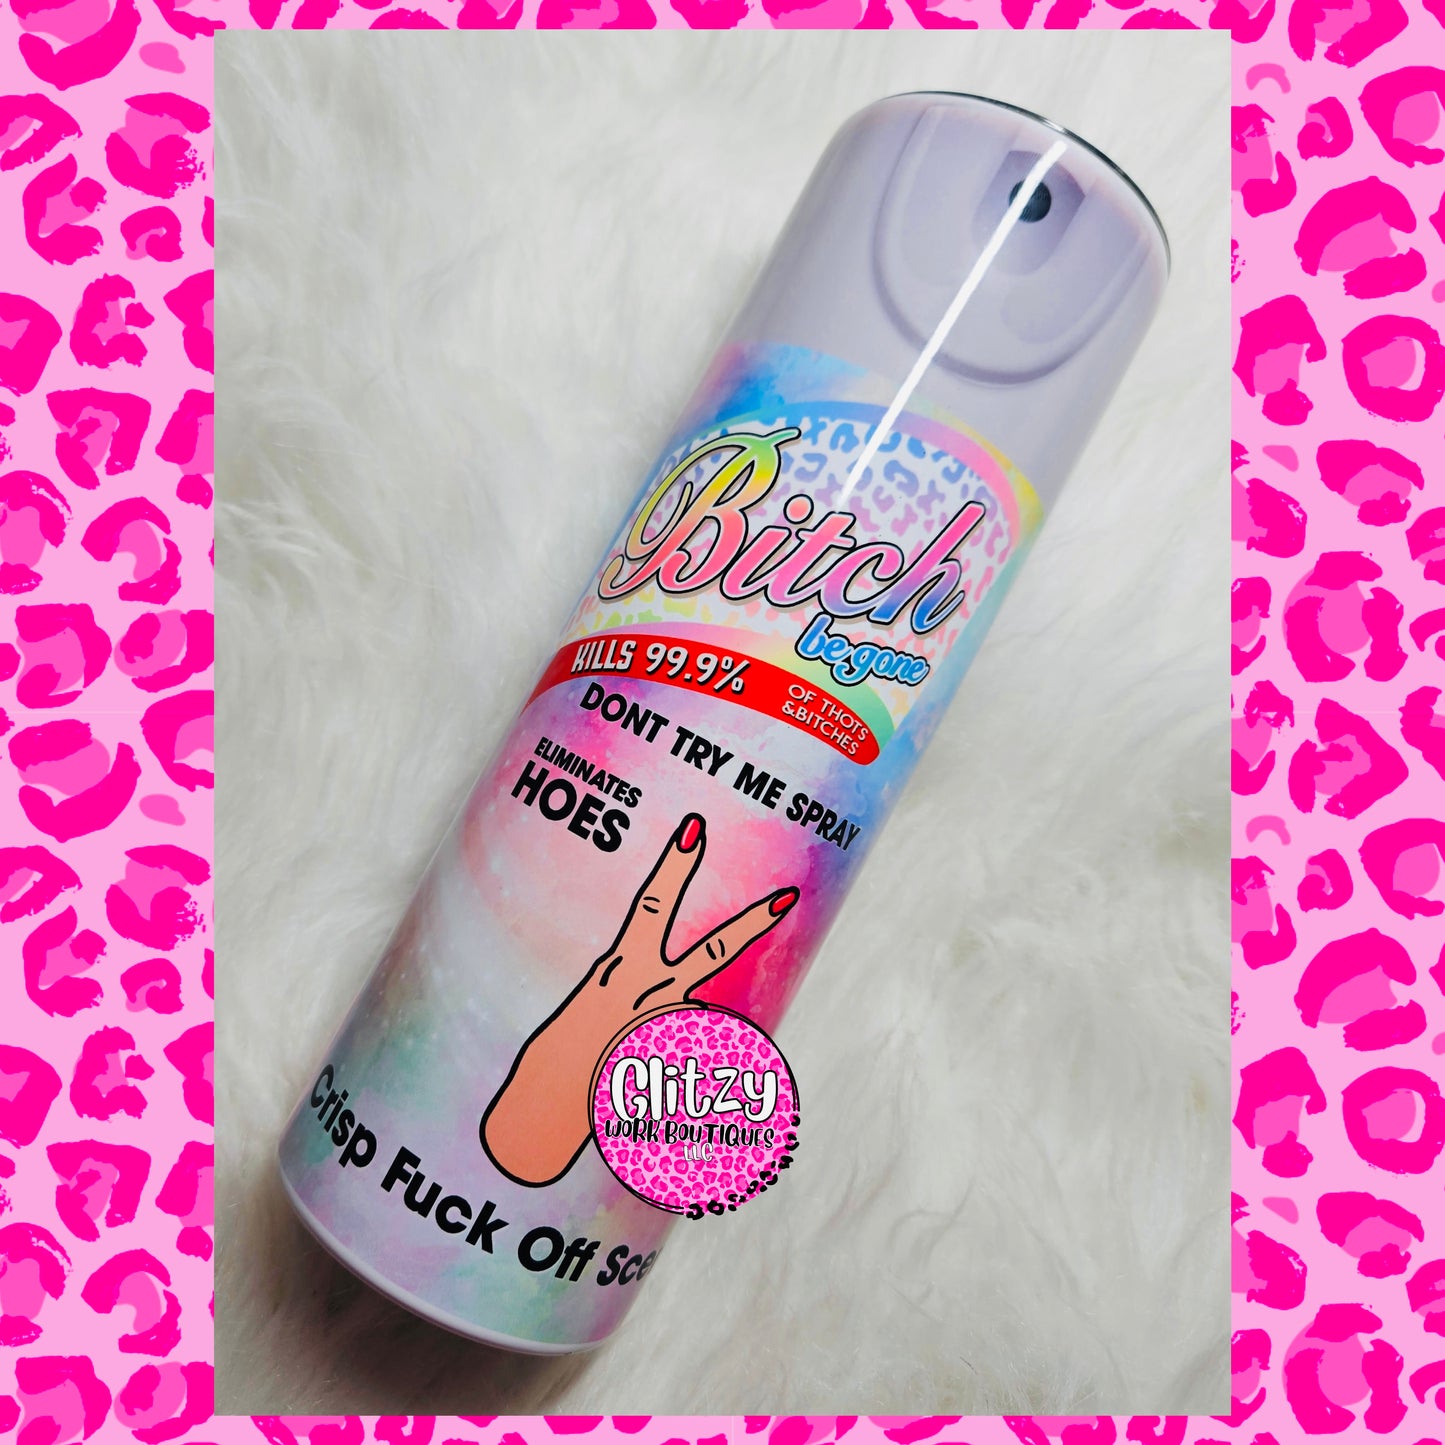 Bitch
be gone
KILLS 99.9%
OF THOTS
&BITCHES
DONT TRY ME SPRAY
ELIMINATES
HOES
Crisp Fuck Off
Glitzy
WORK BOUTIQUES
LLC